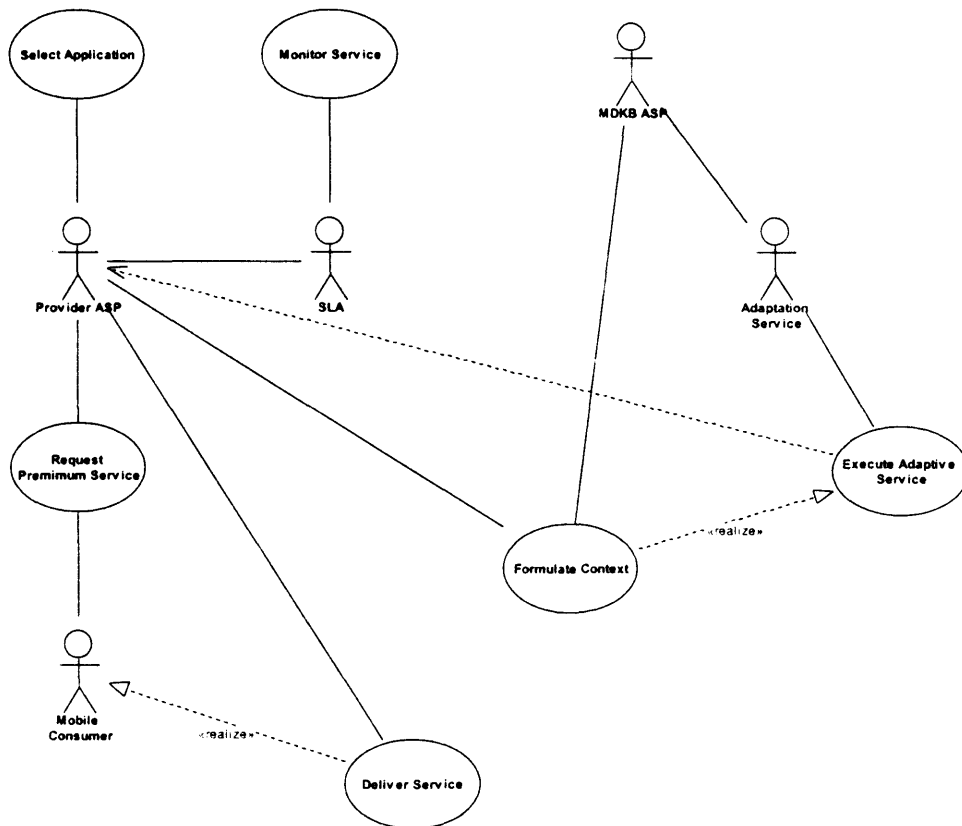 Select Application
Monitor Service
MDKB ASP
Provider ASP
SLA
Adaptation
Service
Request
Premimum Service
Execute Adaptive
Service
«realize»
Formulate Context
Mobile
Consumer
«realize»
Deliver Service